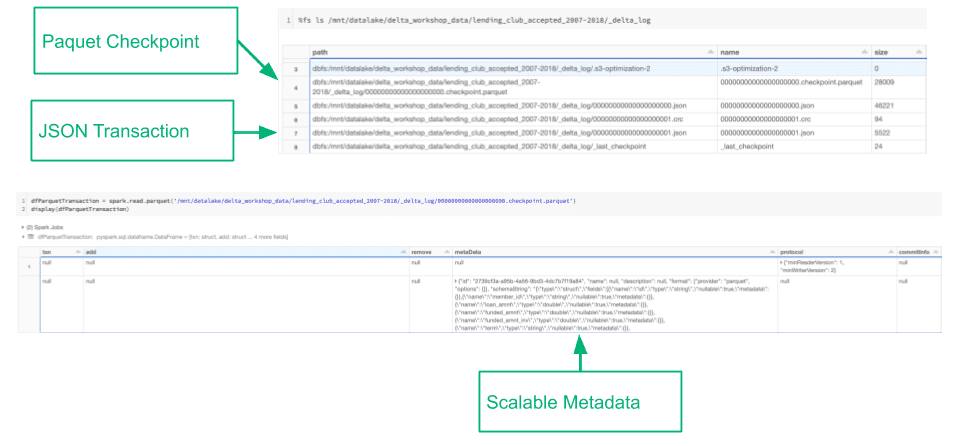 Paquet Checkpoint
JSON Transaction
1 %fs ls /mnt/datalake/delta_workshop_data/lending_club_accepted_2007-2018/_delta_log
path name size
3 dbfs:/mnt/datalake/delta_workshop_data/lending_club_accepted_2007-2018/_delta_log/.s3-optimization-2 .s3-optimization-2 0
4 dbfs:/mnt/datalake/delta_workshop_data/lending_club_accepted_2007- 00000000000000000000.checkpoint.parquet 28009
2018/_delta_log/00000000000000000000.checkpoint.parquet
5 dbfs:/mnt/datalake/delta_workshop_data/lending_club_accepted_2007-2018/_delta_log/00000000000000000000.json 00000000000000000000.json 46221
6 dbfs:/mnt/datalake/delta_workshop_data/lending_club_accepted_2007-2018/_delta_log/00000000000000000001.crc 00000000000000000001.crc 94
7 dbfs:/mnt/datalake/delta_workshop_data/lending_club_accepted_2007-2018/_delta_log/00000000000000000001.json 00000000000000000001.json 5522
8 dbfs:/mnt/datalake/delta_workshop_data/lending_club_accepted_2007-2018/_delta_log/_last_checkpoint _last_checkpoint 24
1 dfParquetTransaction = spark.read.parquet('/mnt/datalake/delta_workshop_data/lending_club_accepted_2007-2018/_delta_log/00000000000000000000.checkpoint.parquet')
2 display(dfParquetTransaction)
(2) Spark Jobs
dfParquetTransaction: pyspark.sql.dataframe.DataFrame = [txn: struct, add: struct ... 4 more fields]
txn add remove metaData protocol commitInfo
1 null null null null {"minReaderVersion": 1, null
"minWriterVersion": 2}
null null null {"id": "2739cf3a-a95b-4a56-9bd3-4dc7b7f19a84", "name": null, "description": null, "format": {"provider": "parquet", null null
"options": {}}, "schemaString": "{\"type\":\"struct\",\"fields\":[{\"name\":\"id\",\"type\":\"string\",\"nullable\":true,\"metadata\":
{}},{\"name\":\"member_id\",\"type\":\"string\",\"nullable\":true,\"metadata\":{}},
{\"name\":\"loan_amnt\",\"type\":\"double\",\"nullable\":true,\"metadata\":{}},
{\"name\":\"funded_amnt\",\"type\":\"double\",\"nullable\":true,\"metadata\":{}},
{\"name\":\"funded_amnt_inv\",\"type\":\"double\",\"nullable\":true,\"metadata\":{}},
{\"name\":\"term\",\"type\":\"string\",\"nullable\":true,\"metadata\":{}},
Scalable Metadata